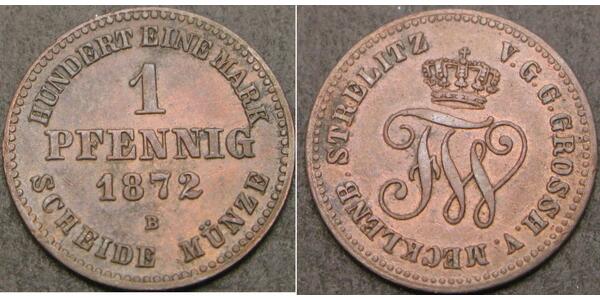 HUNDERT EINE MARK
1
PFENNIG
1872
B
SCHEIDE MÜNZE
FW
V. G. G. GROSSH. V. MECKLENB. STRELITZ